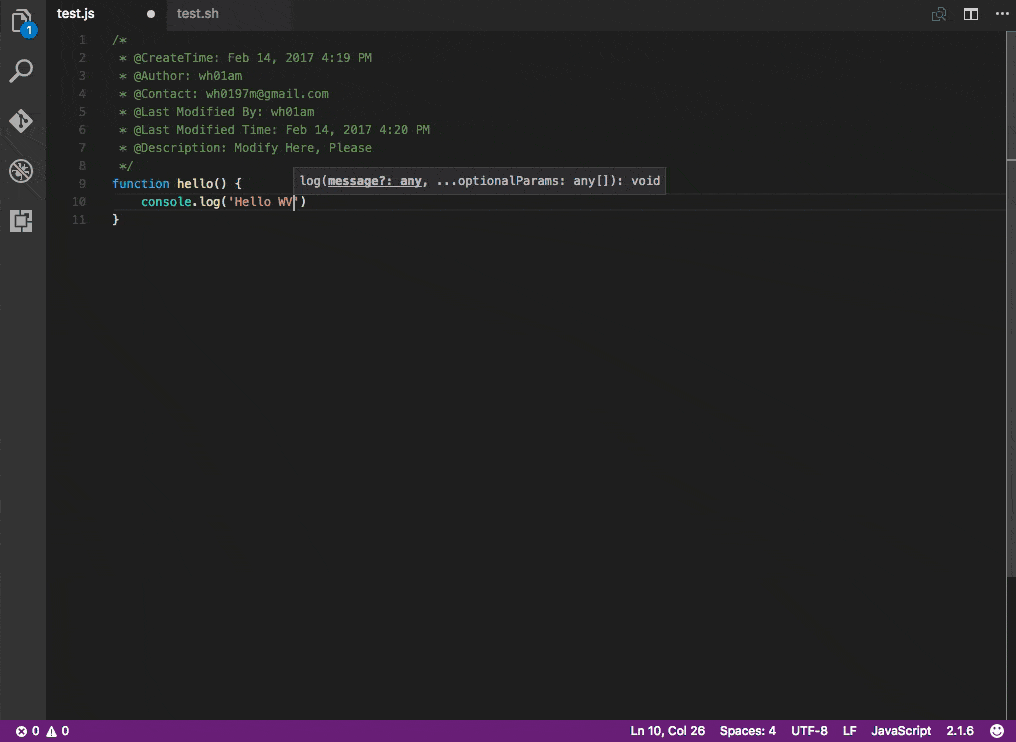 test.js test.sh
1
1 /*
2 * @CreateTime: Feb 14, 2017 4:19 PM
3 * @Author: wh01am
4 * @Contact: wh0197m@gmail.com
5 * @Last Modified By: wh01am
6 * @Last Modified Time: Feb 14, 2017 4:20 PM
7 * @Description: Modify Here, Please
8 */
log(message?: any, ...optionalParams: any[]): void
9 function hello() {
10 console.log('Hello WV')
11 }
0 0 Ln 10, Col 26 Spaces: 4 UTF-8 LF JavaScript 2.1.6